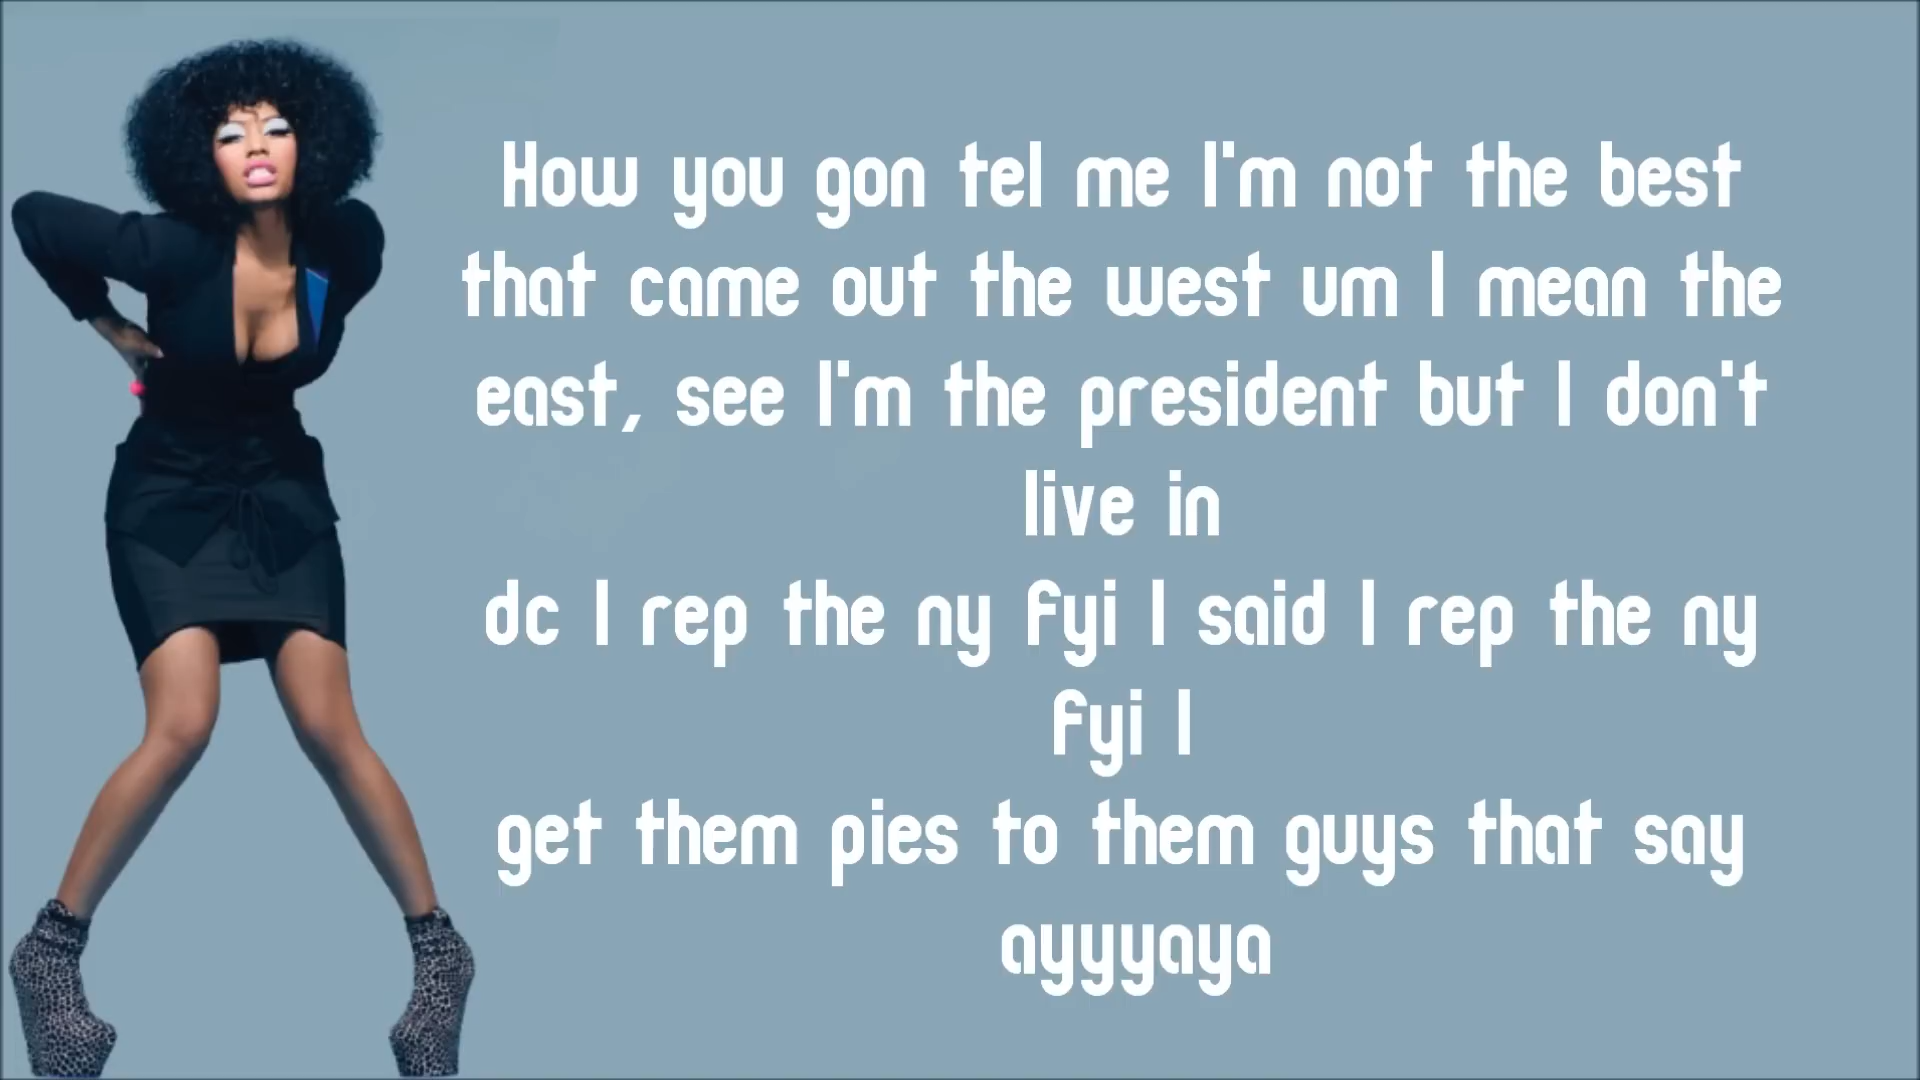 How you gon tel me I'm not the best
that came out the west um I mean the
east, see I'm the president but I don't
live in
dc I rep the ny fyi I said I rep the ny
fyi I
get them pies to them guys that say
ayyyaya